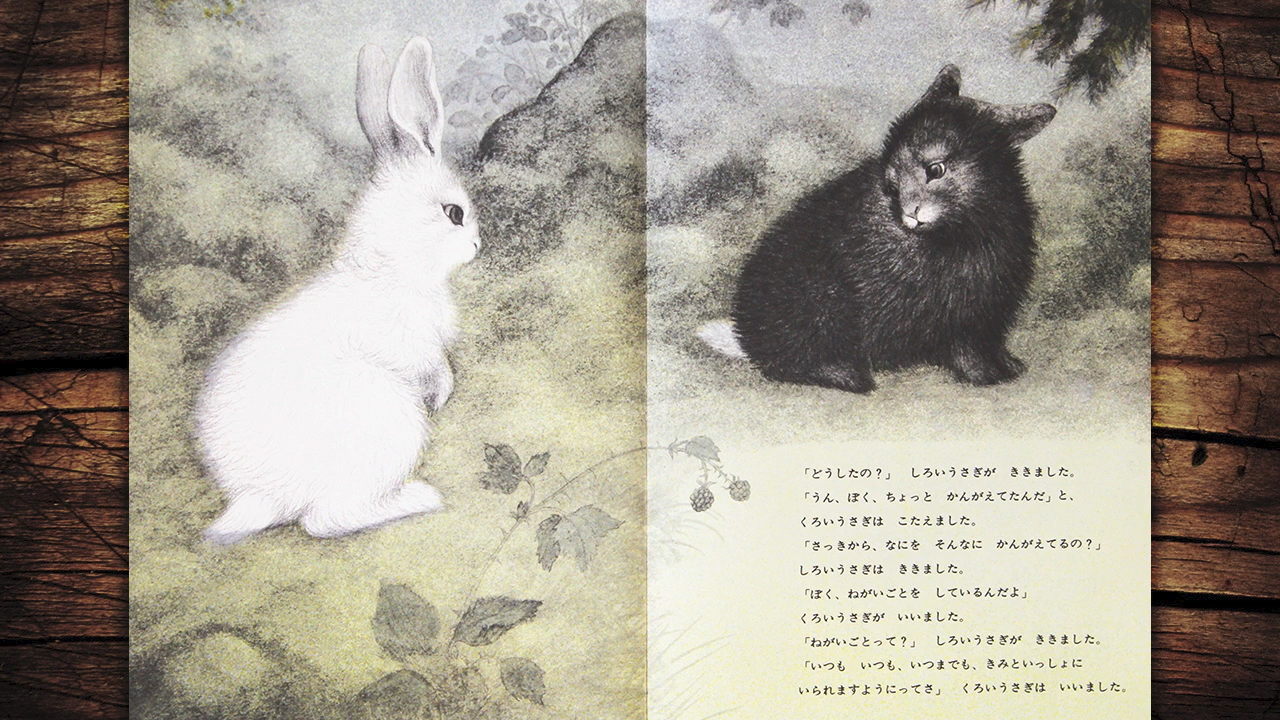 「どうしたの？」　しろいうさぎが　ききました。
「うん、ぼく、ちょっと　かんがえてたんだ」と、
くろいうさぎは　こたえました。
「さっきから、なにを　そんなに　かんがえてるの？」
しろいうさぎは　ききました。
「ぼく、ねがいごとを　しているんだよ」
くろいうさぎが　いいました。
「ねがいごとって？」　しろいうさぎが　ききました。
「いつも　いつも、いつまでも、きみといっしょに
いられますようにってさ」　くろいうさぎは　いいました。